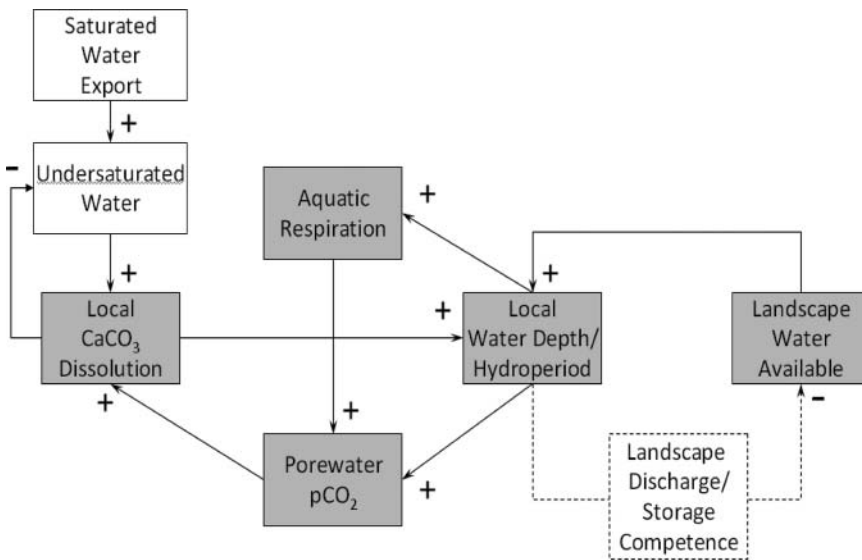 Saturated
Water
Export
+
-
Undersaturated
Water
+
Aquatic
Respiration
+
+
Local
CaCO₃
Dissolution
+
Local
Water Depth/
Hydroperiod
+
Landscape
Water
Available
-
+
+
Porewater
pCO₂
+
Landscape
Discharge/
Storage
Competence